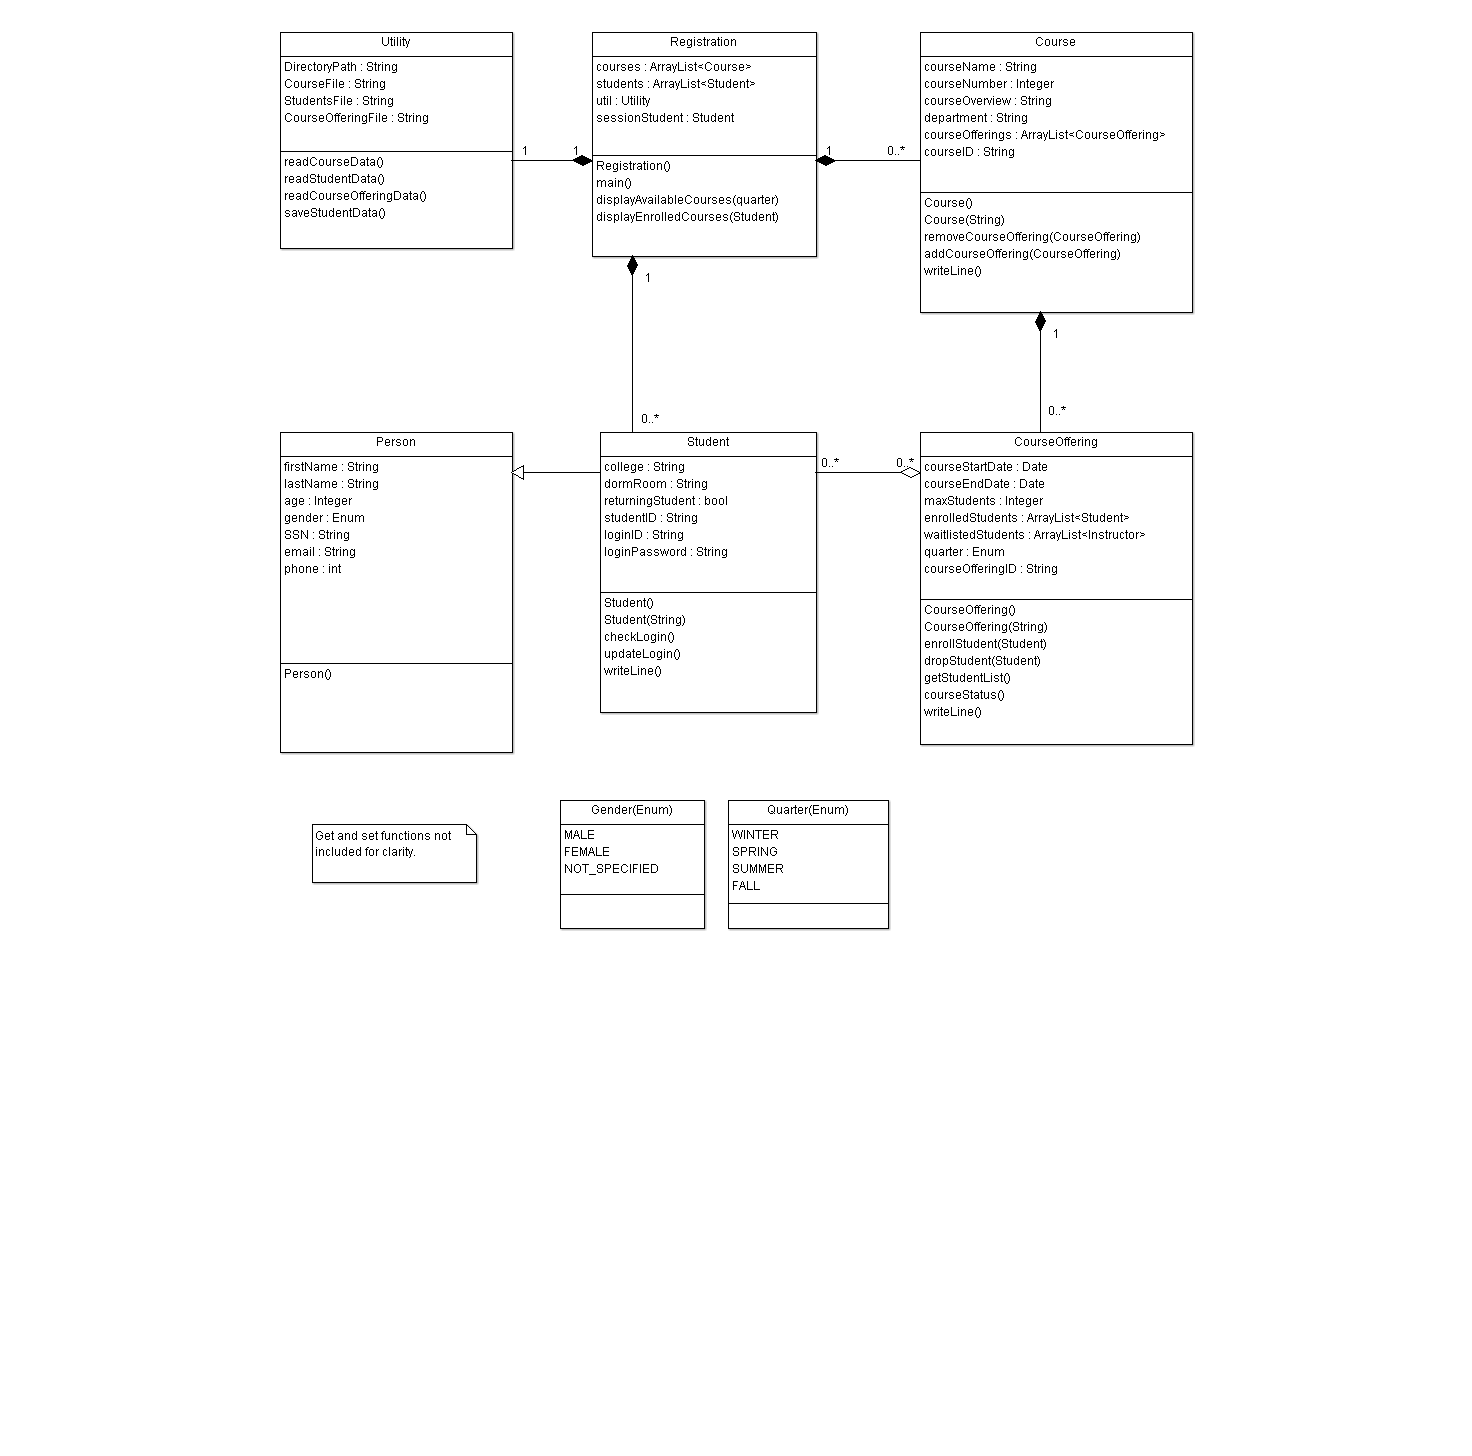 Utility
DirectoryPath : String
CourseFile : String
StudentsFile : String
CourseOfferingFile : String
readCourseData()
readStudentData()
readCourseOfferingData()
saveStudentData()
1
1
Registration
courses : ArrayList<Course>
students : ArrayList<Student>
util : Utility
sessionStudent : Student
Registration()
main()
displayAvailableCourses(quarter)
displayEnrolledCourses(Student)
1
0..*
Course
courseName : String
courseNumber : Integer
courseOverview : String
department : String
courseOfferings : ArrayList<CourseOffering>
courseID : String
Course()
Course(String)
removeCourseOffering(CourseOffering)
addCourseOffering(CourseOffering)
writeLine()
1
0..*
1
0..*
Person
firstName : String
lastName : String
age : Integer
gender : Enum
SSN : String
email : String
phone : int
Person()
Student
college : String
dormRoom : String
returningStudent : bool
studentID : String
loginID : String
loginPassword : String
Student()
Student(String)
checkLogin()
updateLogin()
writeLine()
0..*
0..*
CourseOffering
courseStartDate : Date
courseEndDate : Date
maxStudents : Integer
enrolledStudents : ArrayList<Student>
waitlistedStudents : ArrayList<Instructor>
quarter : Enum
courseOfferingID : String
CourseOffering()
CourseOffering(String)
enrollStudent(Student)
dropStudent(Student)
getStudentList()
courseStatus()
writeLine()
Get and set functions not
included for clarity.
Gender(Enum)
MALE
FEMALE
NOT_SPECIFIED
Quarter(Enum)
WINTER
SPRING
SUMMER
FALL